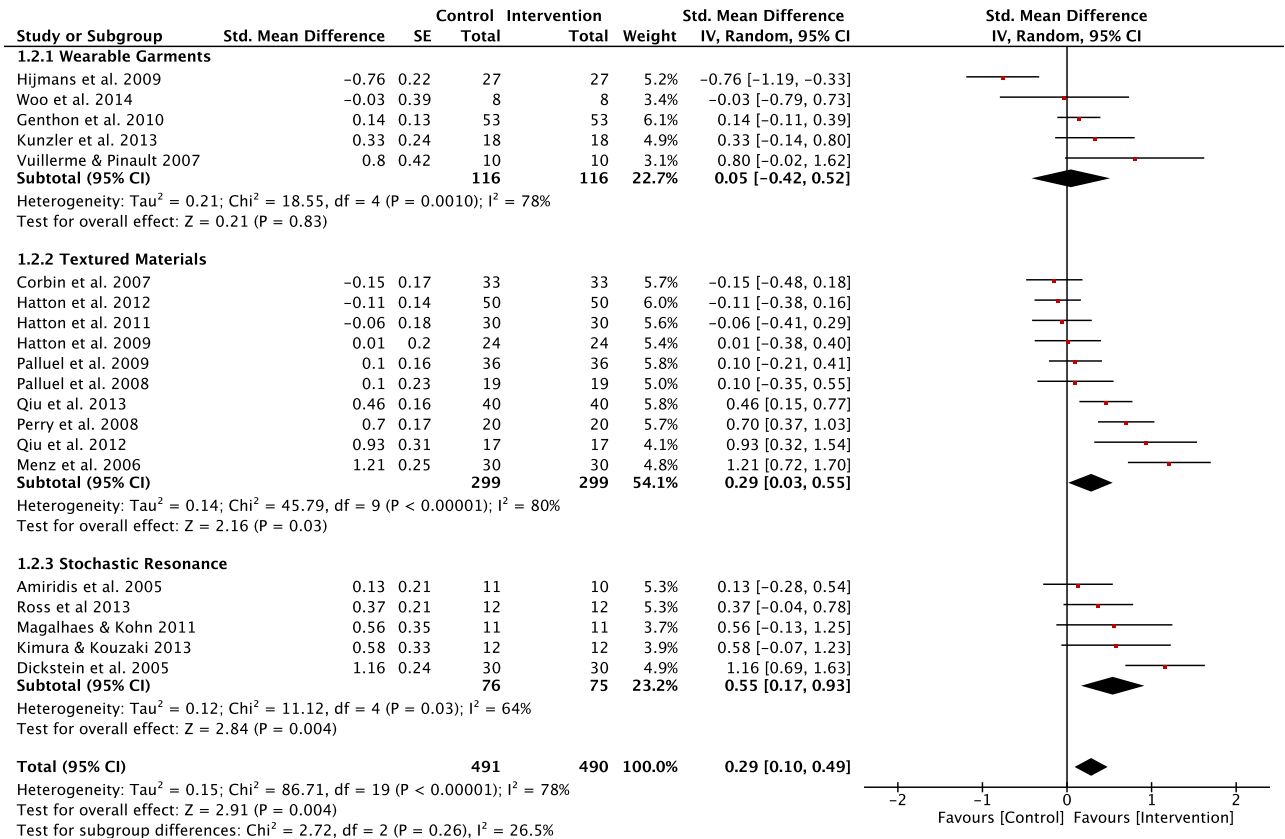 Control Intervention Std. Mean Difference Std. Mean Difference
Study or Subgroup Std. Mean Difference SE Total Total Weight IV, Random, 95% CI IV, Random, 95% CI
1.2.1 Wearable Garments
Hijmans et al. 2009 −0.76 0.22 27 27 5.2% −0.76 [−1.19, −0.33]
Woo et al. 2014 −0.03 0.39 8 8 3.4% −0.03 [−0.79, 0.73]
Genthon et al. 2010 0.14 0.13 53 53 6.1% 0.14 [−0.11, 0.39]
Kunzler et al. 2013 0.33 0.24 18 18 4.9% 0.33 [−0.14, 0.80]
Vuillerme & Pinault 2007 0.8 0.42 10 10 3.1% 0.80 [−0.02, 1.62]
Subtotal (95% CI) 116 116 22.7% 0.05 [−0.42, 0.52]
Heterogeneity: Tau² = 0.21; Chi² = 18.55, df = 4 (P = 0.0010); I² = 78%
Test for overall effect: Z = 0.21 (P = 0.83)
1.2.2 Textured Materials
Corbin et al. 2007 −0.15 0.17 33 33 5.7% −0.15 [−0.48, 0.18]
Hatton et al. 2012 −0.11 0.14 50 50 6.0% −0.11 [−0.38, 0.16]
Hatton et al. 2011 −0.06 0.18 30 30 5.6% −0.06 [−0.41, 0.29]
Hatton et al. 2009 0.01 0.2 24 24 5.4% 0.01 [−0.38, 0.40]
Palluel et al. 2009 0.1 0.16 36 36 5.8% 0.10 [−0.21, 0.41]
Palluel et al. 2008 0.1 0.23 19 19 5.0% 0.10 [−0.35, 0.55]
Qiu et al. 2013 0.46 0.16 40 40 5.8% 0.46 [0.15, 0.77]
Perry et al. 2008 0.7 0.17 20 20 5.7% 0.70 [0.37, 1.03]
Qiu et al. 2012 0.93 0.31 17 17 4.1% 0.93 [0.32, 1.54]
Menz et al. 2006 1.21 0.25 30 30 4.8% 1.21 [0.72, 1.70]
Subtotal (95% CI) 299 299 54.1% 0.29 [0.03, 0.55]
Heterogeneity: Tau² = 0.14; Chi² = 45.79, df = 9 (P < 0.00001); I² = 80%
Test for overall effect: Z = 2.16 (P = 0.03)
1.2.3 Stochastic Resonance
Amiridis et al. 2005 0.13 0.21 11 10 5.3% 0.13 [−0.28, 0.54]
Ross et al 2013 0.37 0.21 12 12 5.3% 0.37 [−0.04, 0.78]
Magalhaes & Kohn 2011 0.56 0.35 11 11 3.7% 0.56 [−0.13, 1.25]
Kimura & Kouzaki 2013 0.58 0.33 12 12 3.9% 0.58 [−0.07, 1.23]
Dickstein et al. 2005 1.16 0.24 30 30 4.9% 1.16 [0.69, 1.63]
Subtotal (95% CI) 76 75 23.2% 0.55 [0.17, 0.93]
Heterogeneity: Tau² = 0.12; Chi² = 11.12, df = 4 (P = 0.03); I² = 64%
Test for overall effect: Z = 2.84 (P = 0.004)
Total (95% CI) 491 490 100.0% 0.29 [0.10, 0.49]
Heterogeneity: Tau² = 0.15; Chi² = 86.71, df = 19 (P < 0.00001); I² = 78%
Test for overall effect: Z = 2.91 (P = 0.004)
Test for subgroup differences: Chi² = 2.72, df = 2 (P = 0.26), I² = 26.5%
−2 −1 0 1 2
Favours [Control] Favours [Intervention]